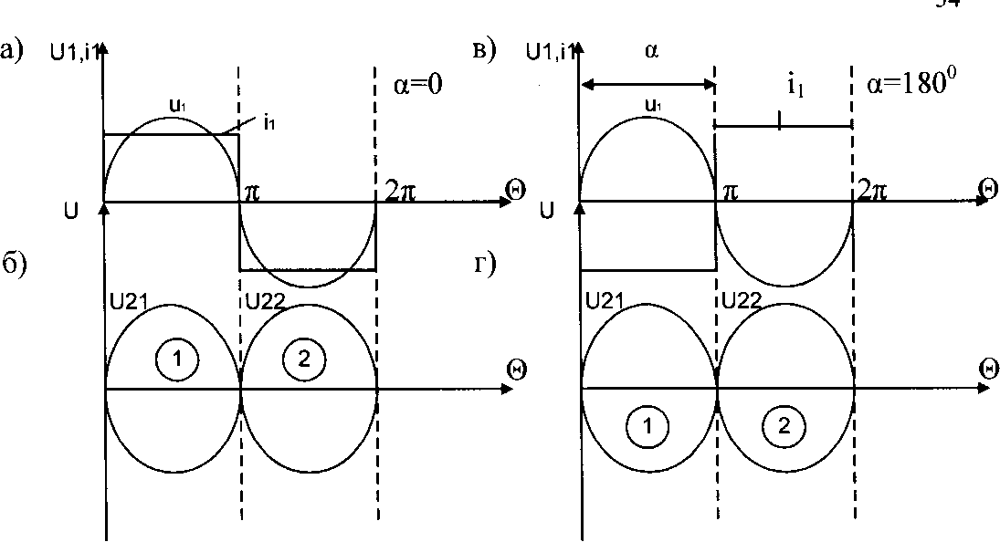 а) U1,i1 α=0
u₁
i₁
π 2π Θ
U
б)
U21 U22
1 2 Θ
в) U1,i1 α i₁ α=180⁰
u₁
π 2π Θ
U
г)
U21 U22
Θ
1 2